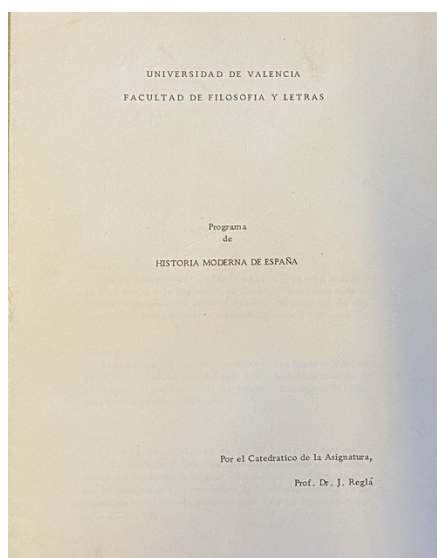 UNIVERSIDAD DE VALENCIA
FACULTAD DE FILOSOFIA Y LETRAS
Programa
de
HISTORIA MODERNA DE ESPAÑA
Por el Catedratico de la Asignatura,
Prof. Dr. J. Reglá